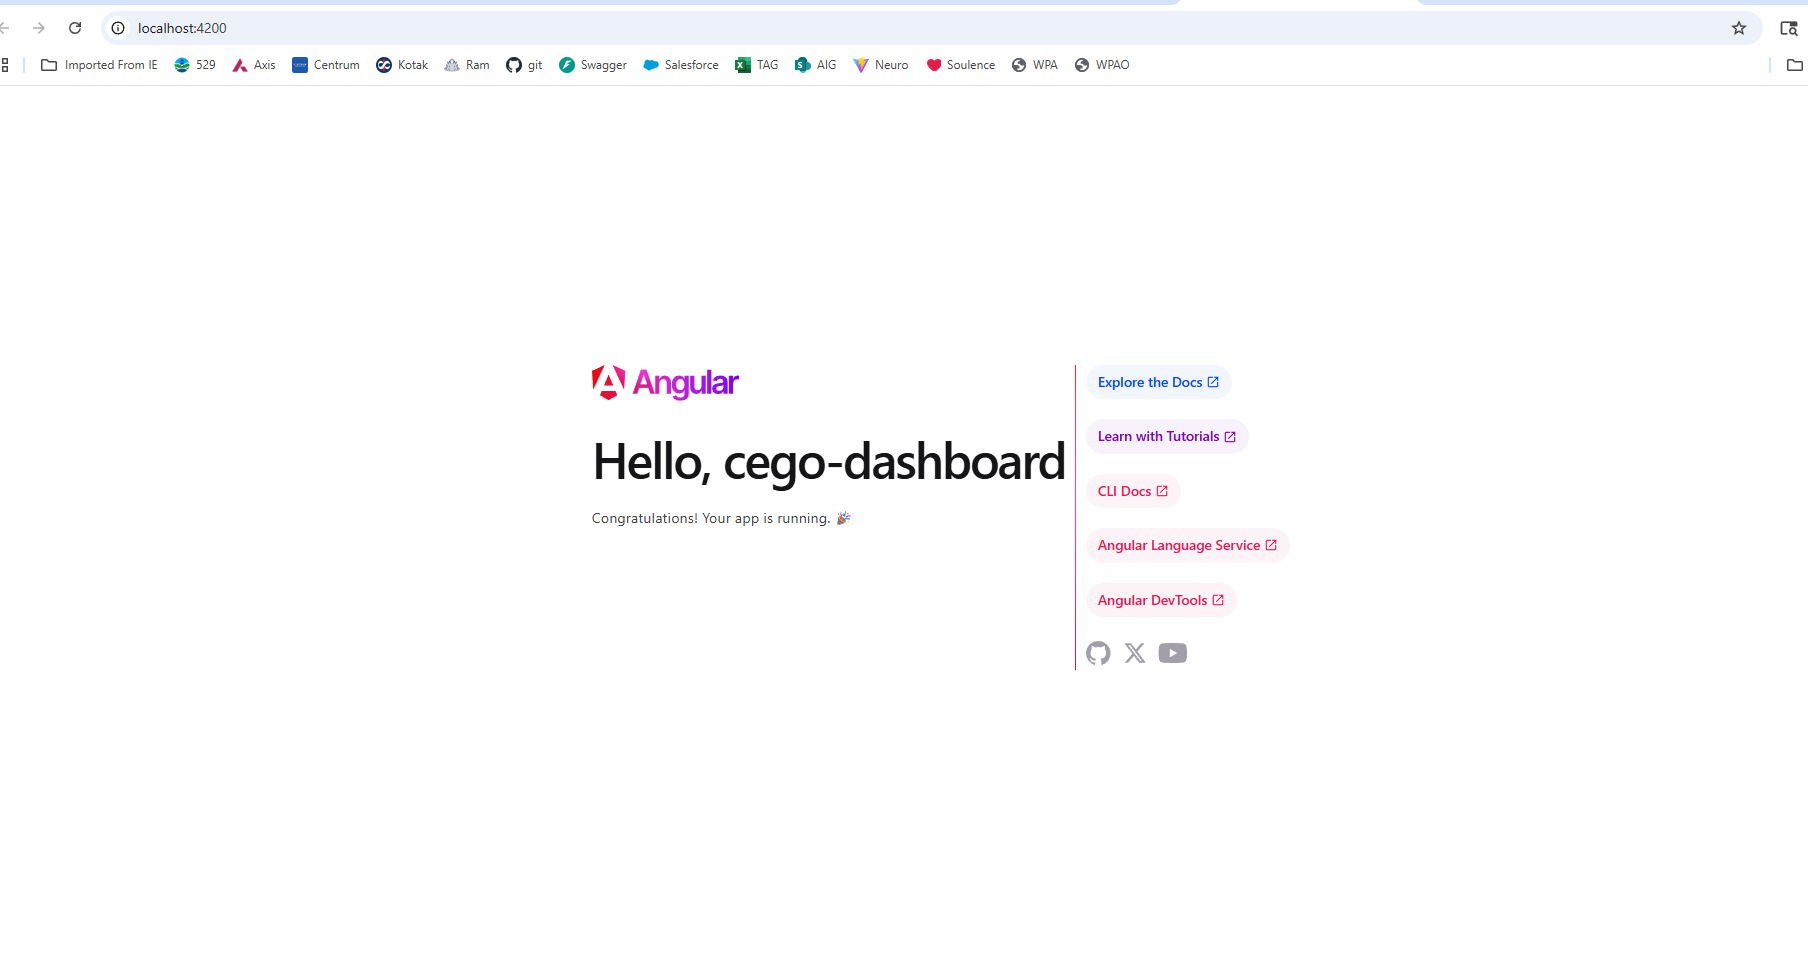 localhost:4200
Imported From IE 529 Axis Centrum Kotak Ram git Swagger Salesforce TAG AIG Neuro Soulence WPA WPAO
Angular
Hello, cego-dashboard
Congratulations! Your app is running. 🎉
Explore the Docs
Learn with Tutorials
CLI Docs
Angular Language Service
Angular DevTools